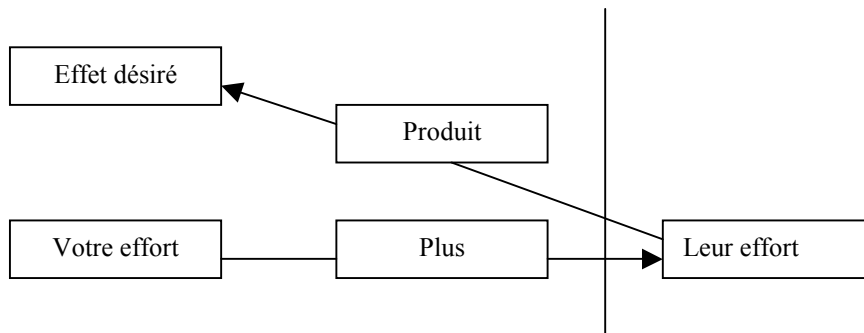 Effet désiré
Produit
Votre effort
Plus
Leur effort